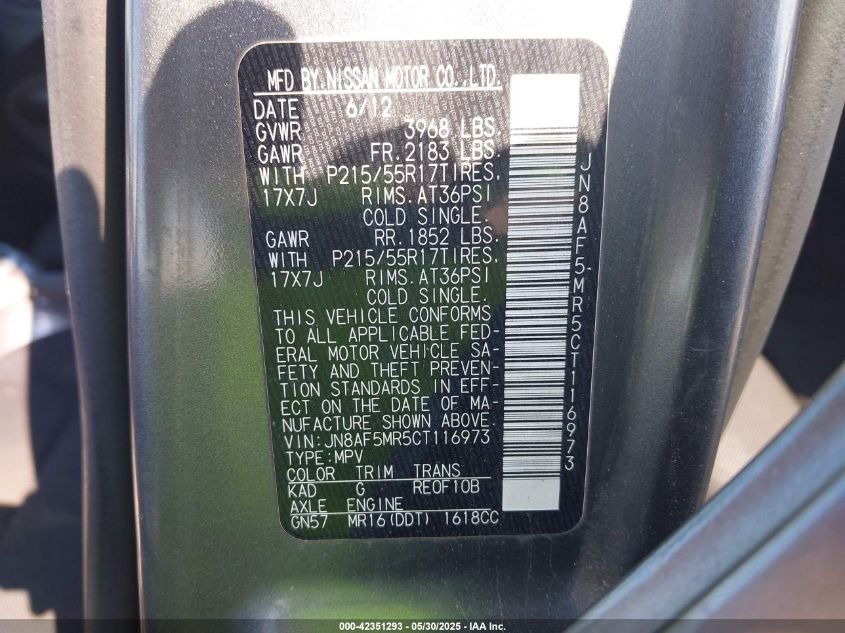 MFD BY NISSAN MOTOR CO.,LTD.
DATE 6/12
GVWR 3968 LBS.
GAWR FR.2183 LBS.
WITH P215/55R17TIRES.
17X7J RIMS.AT36PSI
COLD SINGLE.
GAWR RR.1852 LBS.
WITH P215/55R17TIRES.
17X7J RIMS.AT36PSI
COLD SINGLE.
THIS VEHICLE CONFORMS
TO ALL APPLICABLE FED-
ERAL MOTOR VEHICLE SA-
FETY AND THEFT PREVEN-
TION STANDARDS IN EFF-
ECT ON THE DATE OF MA-
NUFACTURE SHOWN ABOVE.
VIN:JN8AF5MR5CT116973
TYPE:MPV
COLOR TRIM TRANS
KAD G REOF10B
AXLE ENGINE
GN57 MR16(DDT) 1618CC
JN8AF5MR5CT116973
000-42351293 — 05/30/2025 — IAA Inc.